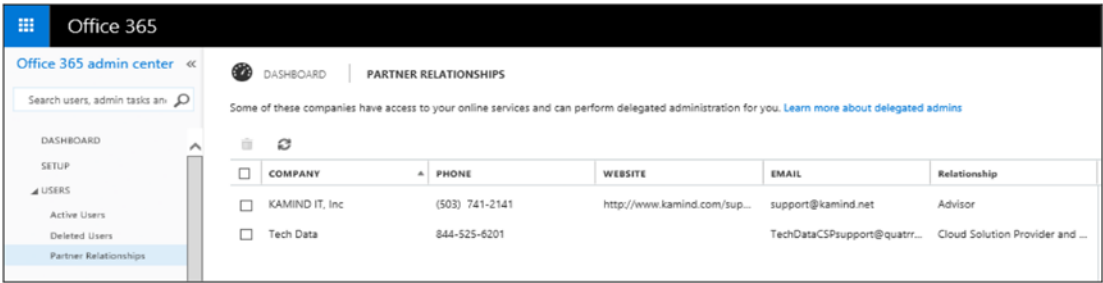 Office 365
Office 365 admin center «
DASHBOARD PARTNER RELATIONSHIPS
Search users, admin tasks an
Some of these companies have access to your online services and can perform delegated administration for you. Learn more about delegated admins
DASHBOARD
SETUP
USERS
Active Users
Deleted Users
Partner Relationships
COMPANY PHONE WEBSITE EMAIL Relationship
KAMIND IT, Inc (503) 741-2141 http://www.kamind.com/sup... support@kamind.net Advisor
Tech Data 844-525-6201 TechDataCSPsupport@quatrr... Cloud Solution Provider and ...